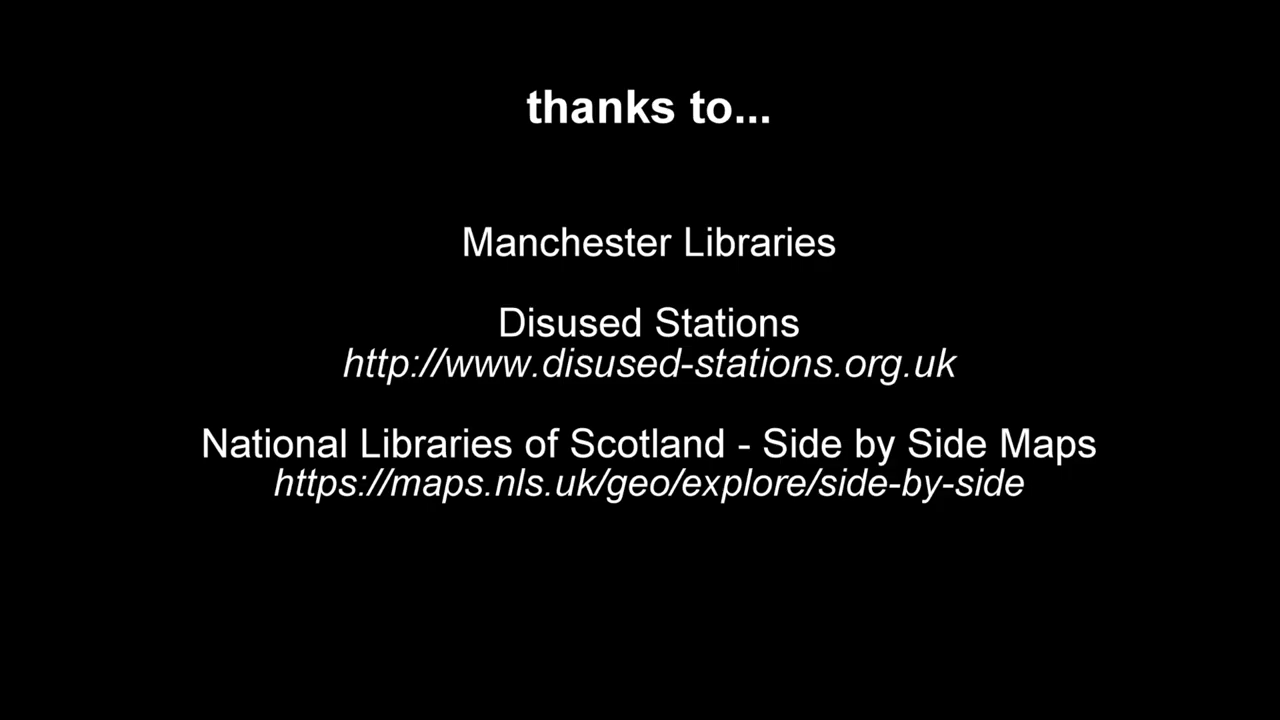 thanks to...
Manchester Libraries
Disused Stations
http://www.disused-stations.org.uk
National Libraries of Scotland - Side by Side Maps
https://maps.nls.uk/geo/explore/side-by-side